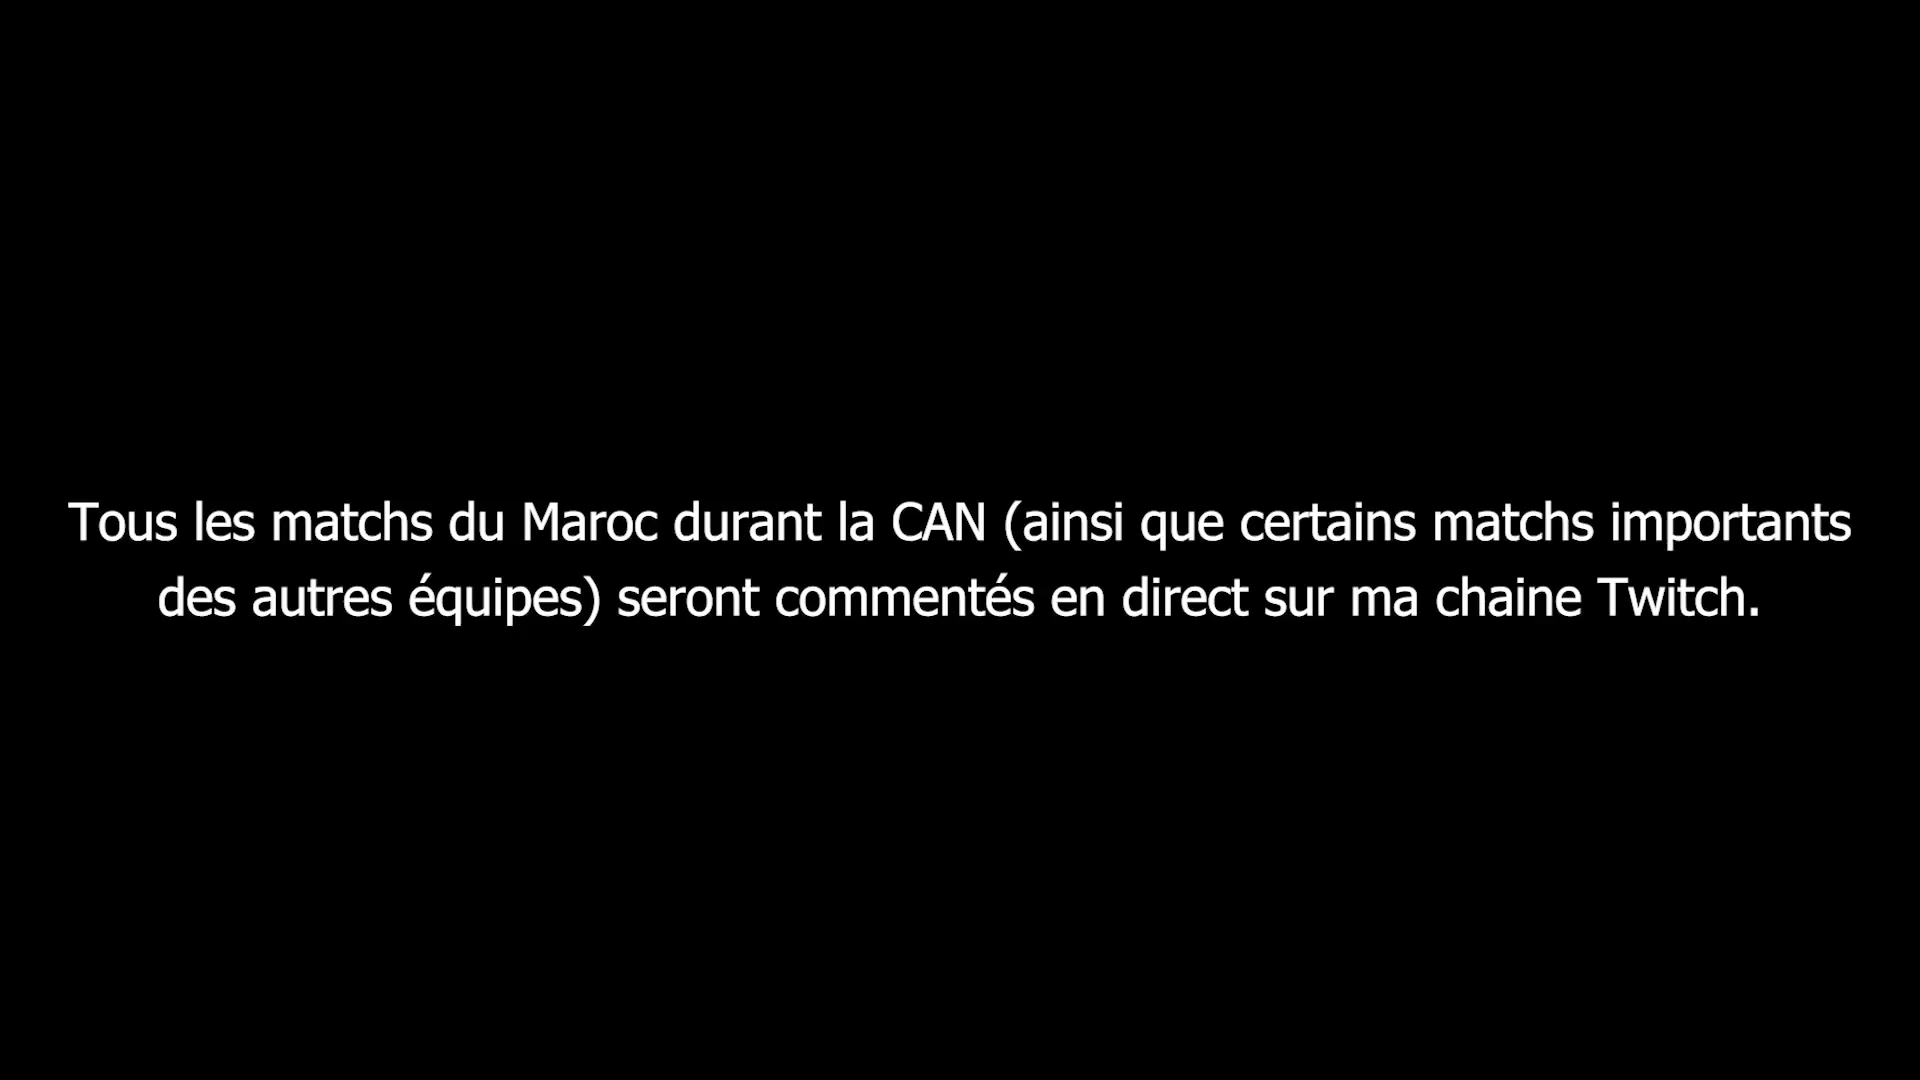 Tous les matchs du Maroc durant la CAN (ainsi que certains matchs importants
des autres équipes) seront commentés en direct sur ma chaine Twitch.